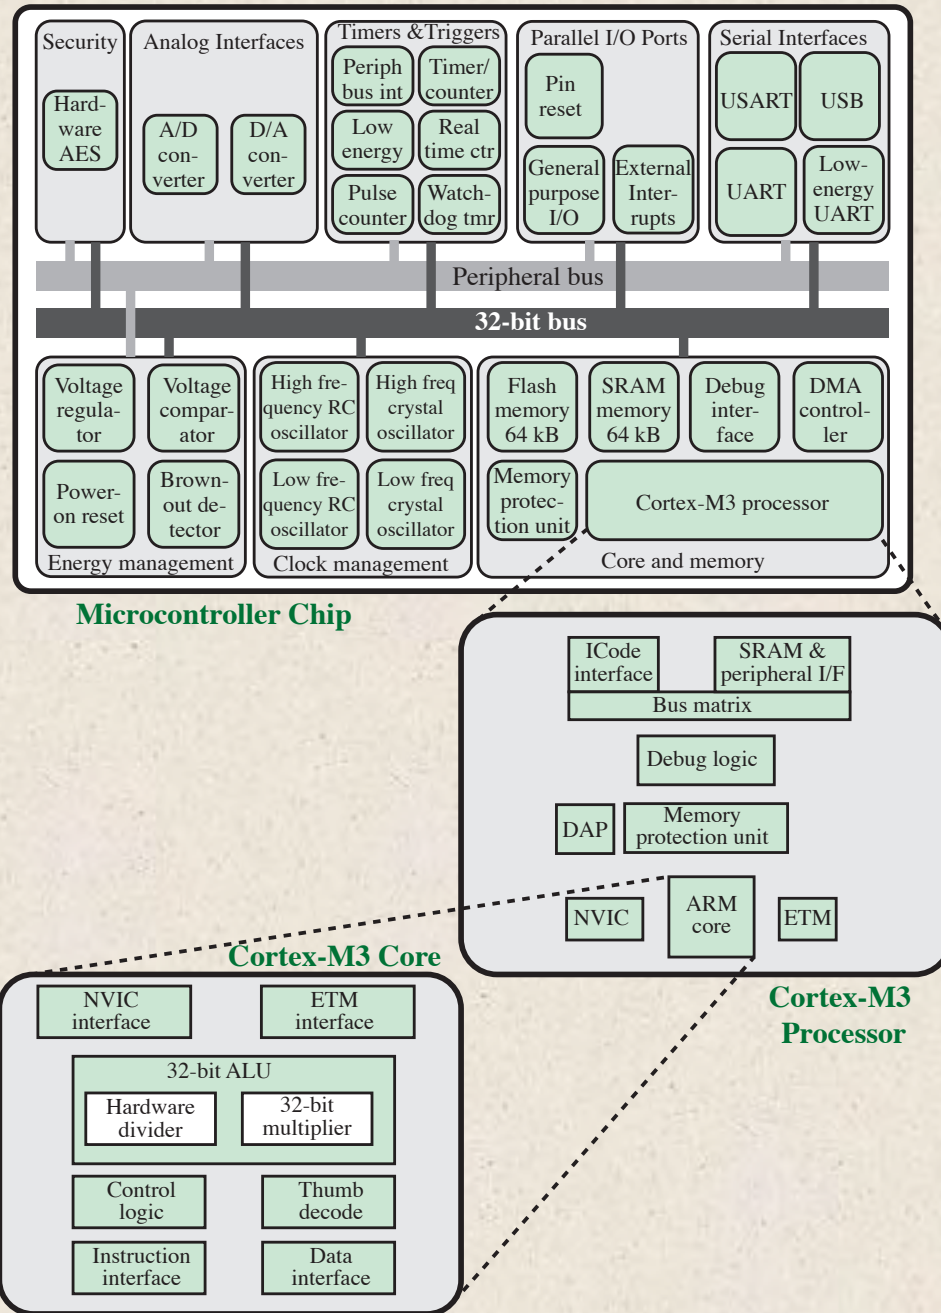 Security
Hard-
ware
AES
Analog Interfaces
A/D
con-
verter
D/A
con-
verter
Timers &Triggers
Periph
bus int
Timer/
counter
Low
energy
Real
time ctr
Pulse
counter
Watch-
dog tmr
Parallel I/O Ports
Pin
reset
General
purpose
I/O
External
Inter-
rupts
Serial Interfaces
USART
USB
UART
Low-
energy
UART
Peripheral bus
32-bit bus
Voltage
regula-
tor
Voltage
compar-
ator
Power-
on reset
Brown-
out de-
tector
Energy management
High fre-
quency RC
oscillator
High freq
crystal
oscillator
Low fre-
quency RC
oscillator
Low freq
crystal
oscillator
Clock management
Flash
memory
64 kB
SRAM
memory
64 kB
Debug
inter-
face
DMA
control-
ler
Memory
protec-
tion unit
Cortex-M3 processor
Core and memory
Microcontroller Chip
ICode
interface
SRAM &
peripheral I/F
Bus matrix
Debug logic
DAP
Memory
protection unit
NVIC
ARM
core
ETM
Cortex-M3
Processor
Cortex-M3 Core
NVIC
interface
ETM
interface
32-bit ALU
Hardware
divider
32-bit
multiplier
Control
logic
Thumb
decode
Instruction
interface
Data
interface